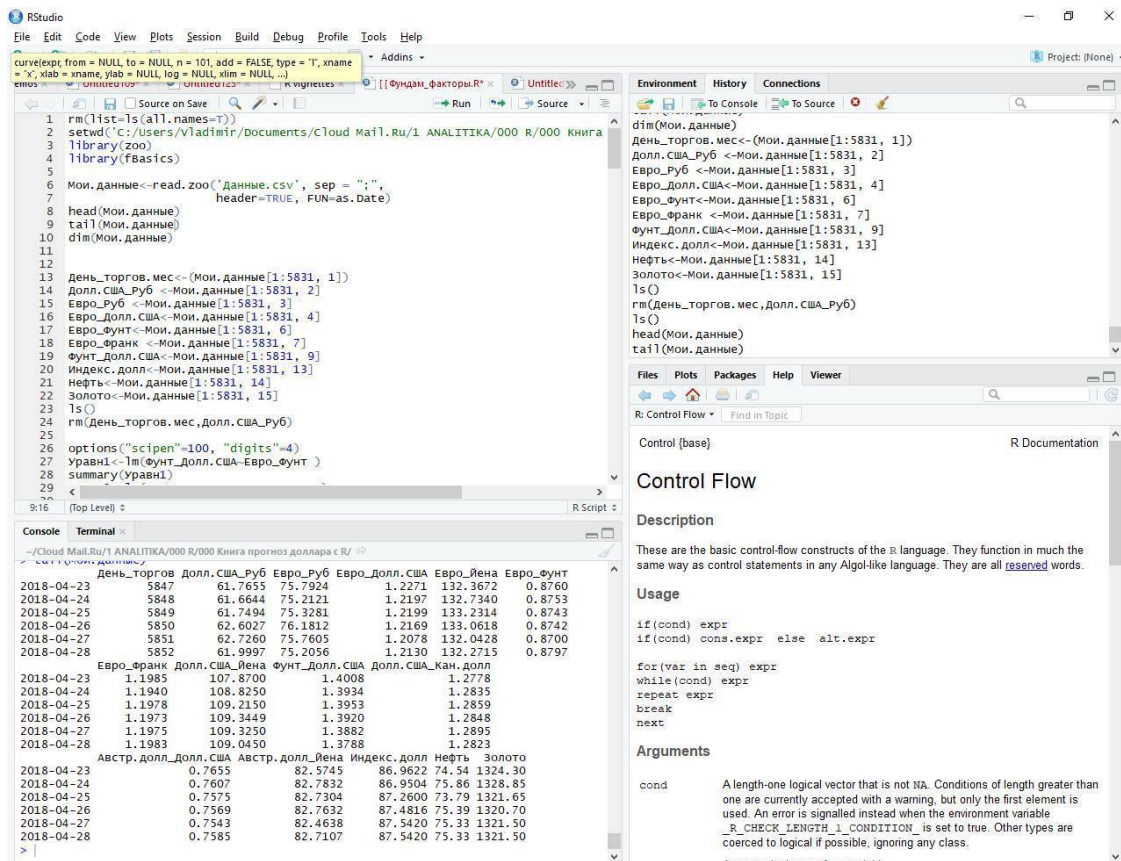 RStudio
File Edit Code View Plots Session Build Debug Profile Tools Help
Addins
Project: (None)
curve(expr, from = NULL, to = NULL, n = 101, add = FALSE, type = "l", xname
= "x", xlab = xname, ylab = NULL, log = NULL, xlim = NULL, ...)
R vignettes [[Фундам_факторы.R* Untitled
Source on Save Run Source
1 rm(list=ls(all.names=T))
2 setwd('C:/Users/Vladimir/Documents/Cloud Mail.Ru/1 ANALITIKA/000 R/000 Книга
3 library(zoo)
4 library(fBasics)
5
6 Мои.данные<-read.zoo('Данные.csv', sep = ";",
7 header=TRUE, FUN=as.Date)
8 head(Мои.данные)
9 tail(Мои.данные)
10 dim(Мои.данные)
11
12
13 День_торгов.мес<-(Мои.данные[1:5831, 1])
14 Долл.США_Руб <-Мои.данные[1:5831, 2]
15 Евро_Руб <-Мои.данные[1:5831, 3]
16 Евро_Долл.США<-Мои.данные[1:5831, 4]
17 Евро_Фунт<-Мои.данные[1:5831, 6]
18 Евро_Франк <-Мои.данные[1:5831, 7]
19 Фунт_Долл.США<-Мои.данные[1:5831, 9]
20 Индекс.долл<-Мои.данные[1:5831, 13]
21 Нефть<-Мои.данные[1:5831, 14]
22 Золото<-Мои.данные[1:5831, 15]
23 ls()
24 rm(День_торгов.мес,Долл.США_Руб)
25
26 options("scipen"=100, "digits"=4)
27 Уравн1<-lm(Фунт_Долл.США~Евро_Фунт )
28 summary(Уравн1)
29
9:16 (Top Level) R Script
Console Terminal
~/Cloud Mail.Ru/1 ANALITIKA/000 R/000 Книга прогноз доллара с R/
> tail(Мои.данные)
День_торгов Долл.США_Руб Евро_Руб Евро_Долл.США Евро_Йена Евро_Фунт
2018-04-23 5847 61.7655 75.7924 1.2271 132.3672 0.8760
2018-04-24 5848 61.6644 75.2121 1.2197 132.7340 0.8753
2018-04-25 5849 61.7494 75.3281 1.2199 133.2314 0.8743
2018-04-26 5850 62.6027 76.1812 1.2169 133.0618 0.8742
2018-04-27 5851 62.7260 75.7605 1.2078 132.0428 0.8700
2018-04-28 5852 61.9997 75.2056 1.2130 132.2715 0.8797
Евро_Франк Долл.США_Йена Фунт_Долл.США Долл.США_Кан.долл
2018-04-23 1.1985 107.8700 1.4008 1.2778
2018-04-24 1.1940 108.8250 1.3934 1.2835
2018-04-25 1.1978 109.2150 1.3953 1.2859
2018-04-26 1.1973 109.3449 1.3920 1.2848
2018-04-27 1.1975 109.3250 1.3882 1.2895
2018-04-28 1.1983 109.0450 1.3788 1.2823
Австр.долл_Долл.США Австр.долл_Йена Индекс.долл Нефть Золото
2018-04-23 0.7655 82.5745 86.9622 74.54 1324.30
2018-04-24 0.7607 82.7832 86.9504 75.86 1328.85
2018-04-25 0.7575 82.7304 87.2600 73.79 1321.65
2018-04-26 0.7569 82.7632 87.4816 75.39 1320.70
2018-04-27 0.7543 82.4638 87.5420 75.33 1321.50
2018-04-28 0.7585 82.7107 87.5420 75.33 1321.50
>
Environment History Connections
To Console To Source
dim(Мои.данные)
День_торгов.мес<-(Мои.данные[1:5831, 1])
Долл.США_Руб <-Мои.данные[1:5831, 2]
Евро_Руб <-Мои.данные[1:5831, 3]
Евро_Долл.США<-Мои.данные[1:5831, 4]
Евро_Фунт<-Мои.данные[1:5831, 6]
Евро_Франк <-Мои.данные[1:5831, 7]
Фунт_Долл.США<-Мои.данные[1:5831, 9]
Индекс.долл<-Мои.данные[1:5831, 13]
Нефть<-Мои.данные[1:5831, 14]
Золото<-Мои.данные[1:5831, 15]
ls()
rm(День_торгов.мес,Долл.США_Руб)
ls()
head(Мои.данные)
tail(Мои.данные)
Files Plots Packages Help Viewer
R: Control Flow Find in Topic
Control {base} R Documentation
Control Flow
Description
These are the basic control-flow constructs of the R language. They function in much the
same way as control statements in any Algol-like language. They are all reserved words.
Usage
if(cond) expr
if(cond) cons.expr else alt.expr
for(var in seq) expr
while(cond) expr
repeat expr
break
next
Arguments
cond A length-one logical vector that is not NA. Conditions of length greater than
one are currently accepted with a warning, but only the first element is
used. An error is signalled instead when the environment variable
_R_CHECK_LENGTH_1_CONDITION_ is set to true. Other types are
coerced to logical if possible, ignoring any class.